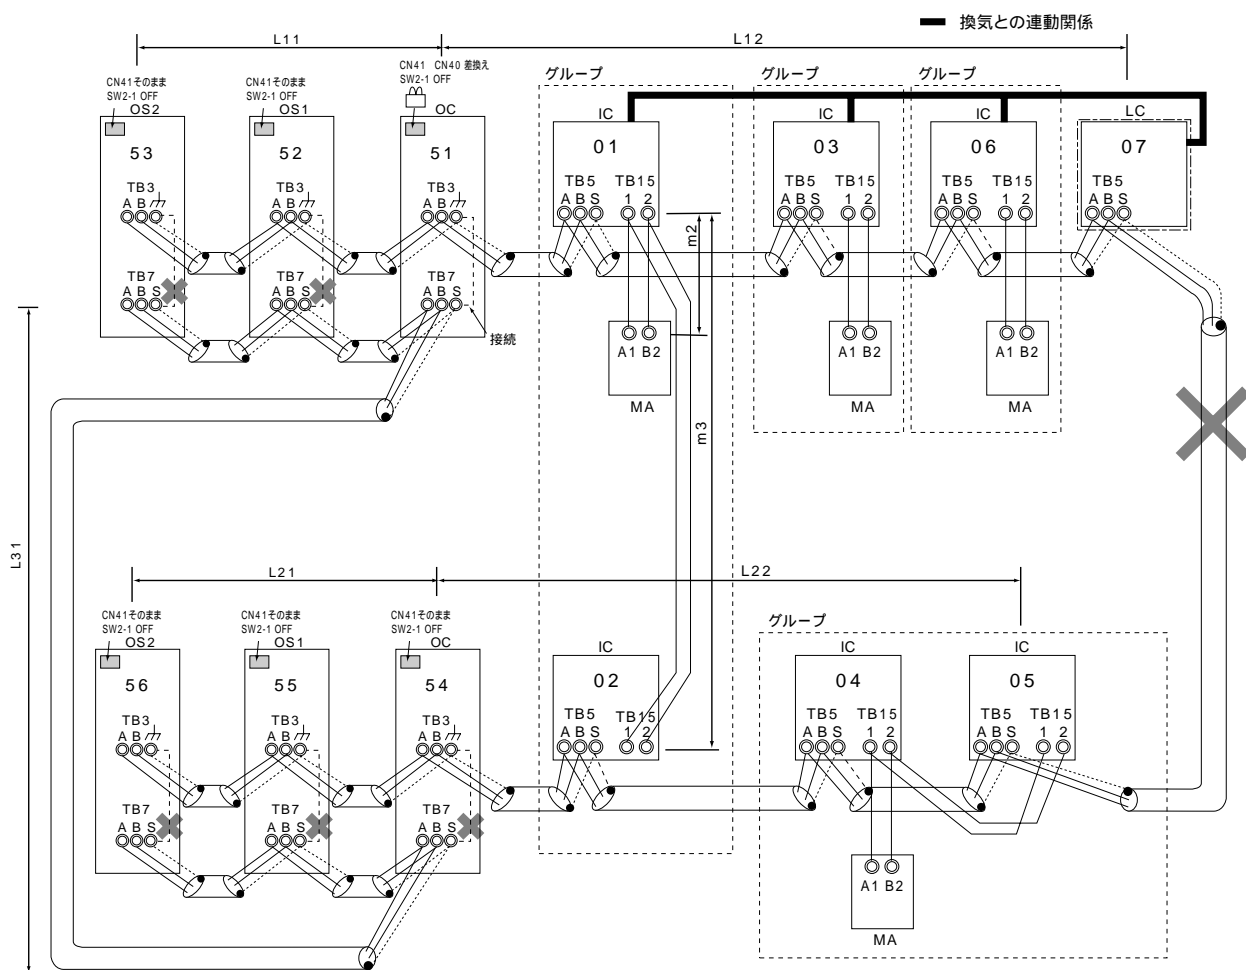 換気との連動関係
L11
L12
CN41そのまま
SW2-1 OFF
OS2
53
TB3
A B
TB7
A B S
CN41そのまま
SW2-1 OFF
OS1
52
TB3
A B
TB7
A B S
CN41 CN40 差換え
SW2-1 OFF
OC
51
TB3
A B
TB7
A B S
接続
グループ
IC
01
TB5 TB15
A B S 1 2
A1 B2
MA
m2
m3
グループ
IC
03
TB5 TB15
A B S 1 2
A1 B2
MA
グループ
IC
06
TB5 TB15
A B S 1 2
A1 B2
MA
LC
07
TB5
A B S
L31
L21
L22
CN41そのまま
SW2-1 OFF
OS2
56
TB3
A B
TB7
A B S
CN41そのまま
SW2-1 OFF
OS1
55
TB3
A B
TB7
A B S
CN41そのまま
SW2-1 OFF
OC
54
TB3
A B
TB7
A B S
IC
02
TB5 TB15
A B S 1 2
グループ
IC
04
TB5 TB15
A B S 1 2
A1 B2
MA
IC
05
TB5 TB15
A B S 1 2